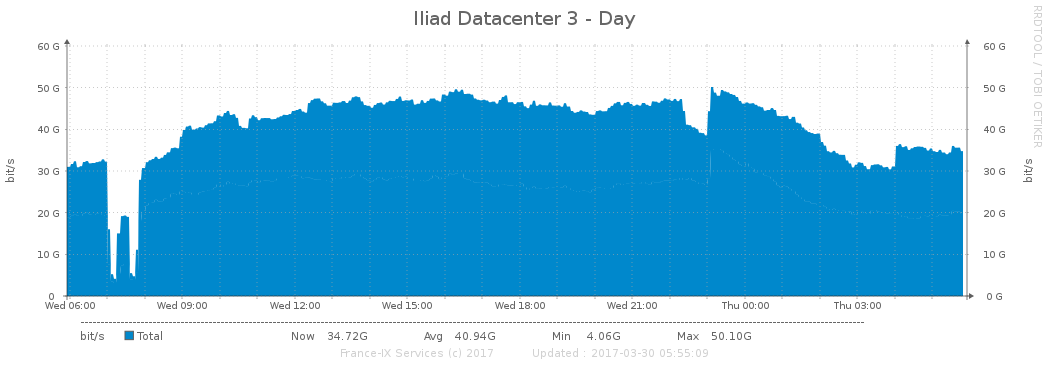 Iliad Datacenter 3 - Day
RRDTOOL / TOBI OETIKER
60 G 60 G
50 G 50 G
40 G 40 G
30 G 30 G
20 G 20 G
10 G 10 G
0 0 G
bit/s bit/s
Wed 06:00 Wed 09:00 Wed 12:00 Wed 15:00 Wed 18:00 Wed 21:00 Thu 00:00 Thu 03:00
bit/s Total Now 34.72G Avg 40.94G Min 4.06G Max 50.10G
France-IX Services (c) 2017 Updated : 2017-03-30 05:55:09